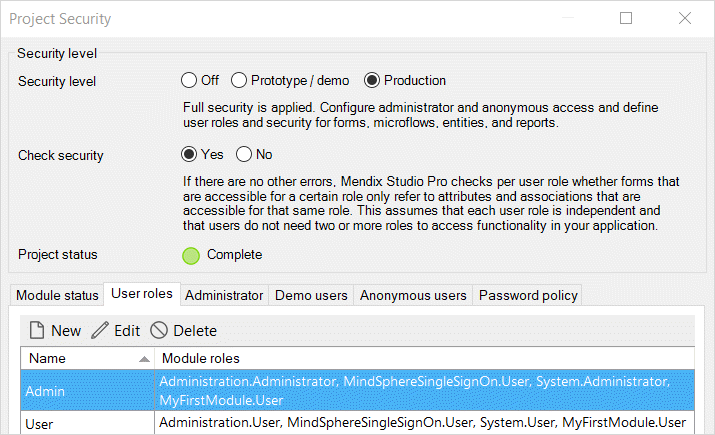 Project Security
Security level
Security level Off Prototype / demo Production
Full security is applied. Configure administrator and anonymous access and define
user roles and security for forms, microflows, entities, and reports.
Check security Yes No
If there are no other errors, Mendix Studio Pro checks per user role whether forms that
are accessible for a certain role only refer to attributes and associations that are
accessible for that same role. This assumes that each user role is independent and
that users do not need two or more roles to access functionality in your application.
Project status Complete
Module status User roles Administrator Demo users Anonymous users Password policy
New Edit Delete
Name Module roles
Admin Administration.Administrator, MindSphereSingleSignOn.User, System.Administrator,
MyFirstModule.User
User Administration.User, MindSphereSingleSignOn.User, System.User, MyFirstModule.User